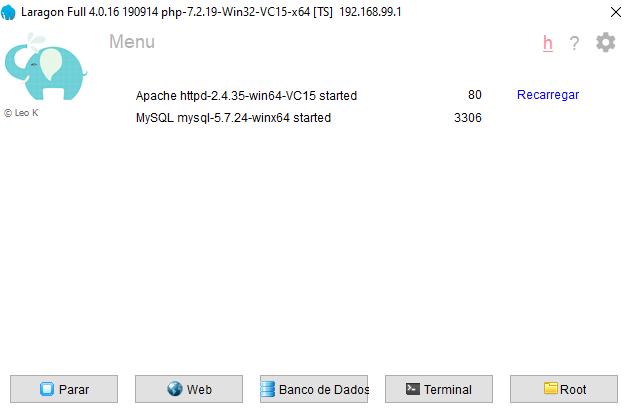 Laragon Full 4.0.16 190914 php-7.2.19-Win32-VC15-x64 [TS] 192.168.99.1
Menu h ?
Apache httpd-2.4.35-win64-VC15 started 80 Recarregar
© Leo K
MySQL mysql-5.7.24-winx64 started 3306
Parar Web Banco de Dados Terminal Root